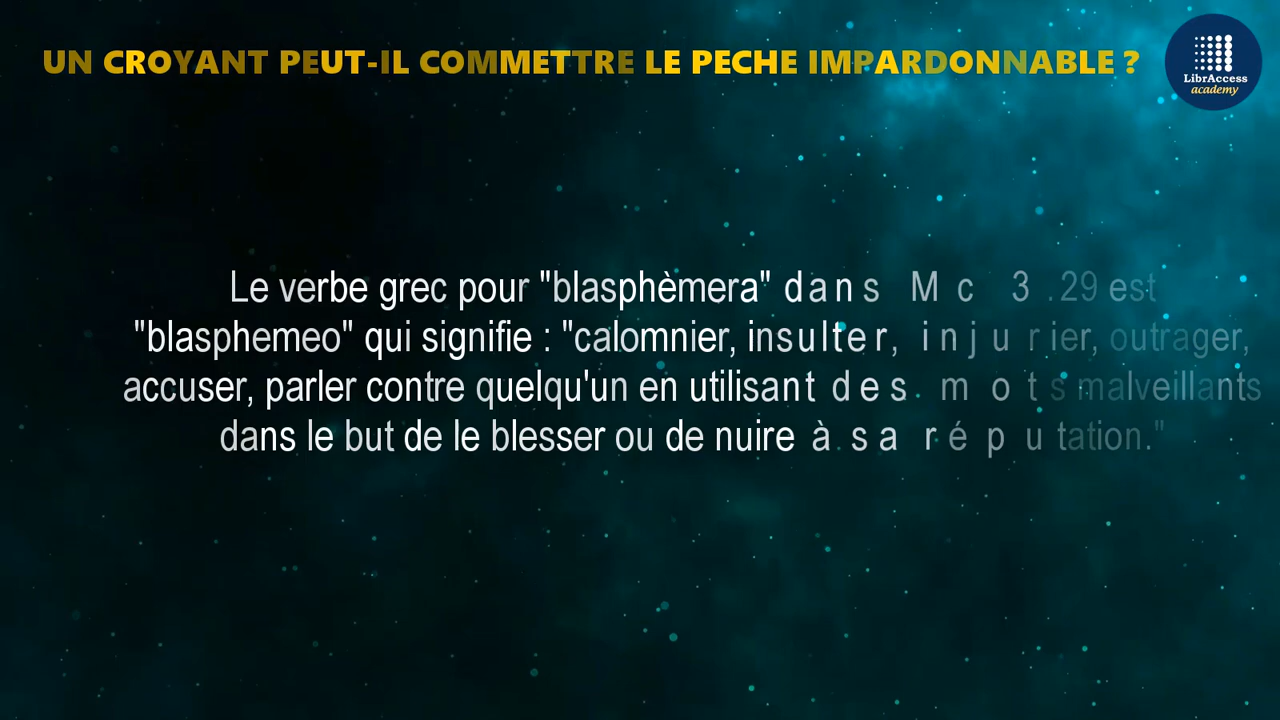 UN CROYANT PEUT-IL COMMETTRE LE PECHE IMPARDONNABLE ?
LibrAccess
academy
Le verbe grec pour "blasphèmera" dans Mc 3.29 est
"blasphemeo" qui signifie : "calomnier, insulter, injurier, outrager,
accuser, parler contre quelqu'un en utilisant des mots malveillants
dans le but de le blesser ou de nuire à sa réputation."